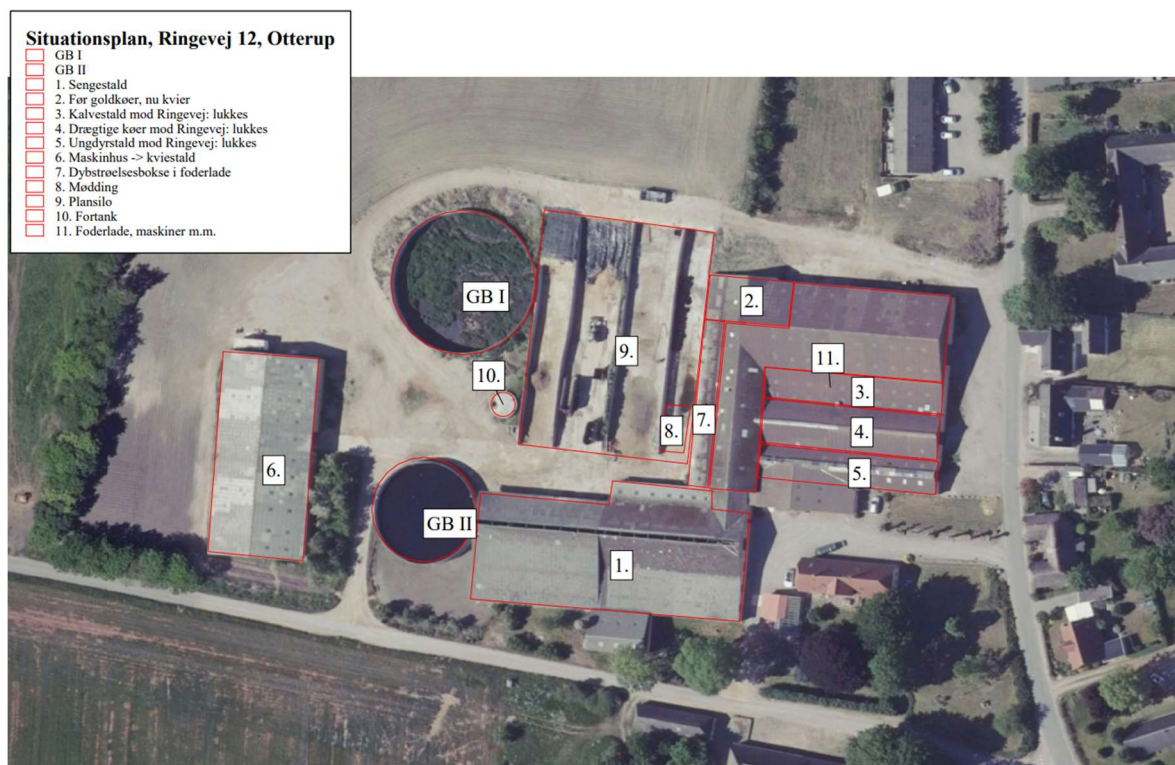 Situationsplan, Ringevej 12, Otterup
GB I
GB II
1. Sengestald
2. Før goldkøer, nu kvier
3. Kalvestald mod Ringevej: lukkes
4. Drægtige køer mod Ringevej: lukkes
5. Ungdyrstald mod Ringevej: lukkes
6. Maskinhus -> kviestald
7. Dybstrøelsesbokse i foderlade
8. Mødding
9. Plansilo
10. Fortank
11. Foderlade, maskiner m.m.
GB I
2.
9.
11.
10.
3.
7.
8.
4.
6.
5.
GB II
1.